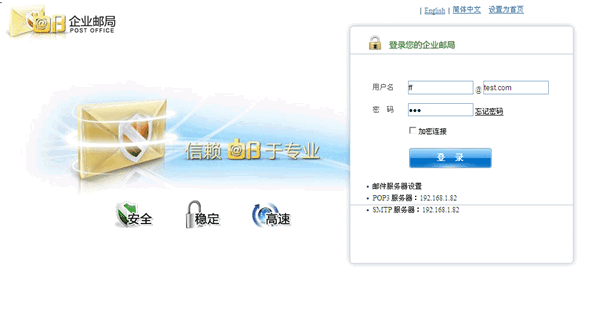 企业邮局
POST OFFICE
| English | 简体中文 设置为首页
登录您的企业邮局
用户名 ff @ test.com
密 码 ●●● 忘记密码
加密连接
登 录
信赖 @B 于专业
安全 稳定 高速
• 邮件服务器设置
• POP3 服务器：192.168.1.82
• SMTP 服务器：192.168.1.82